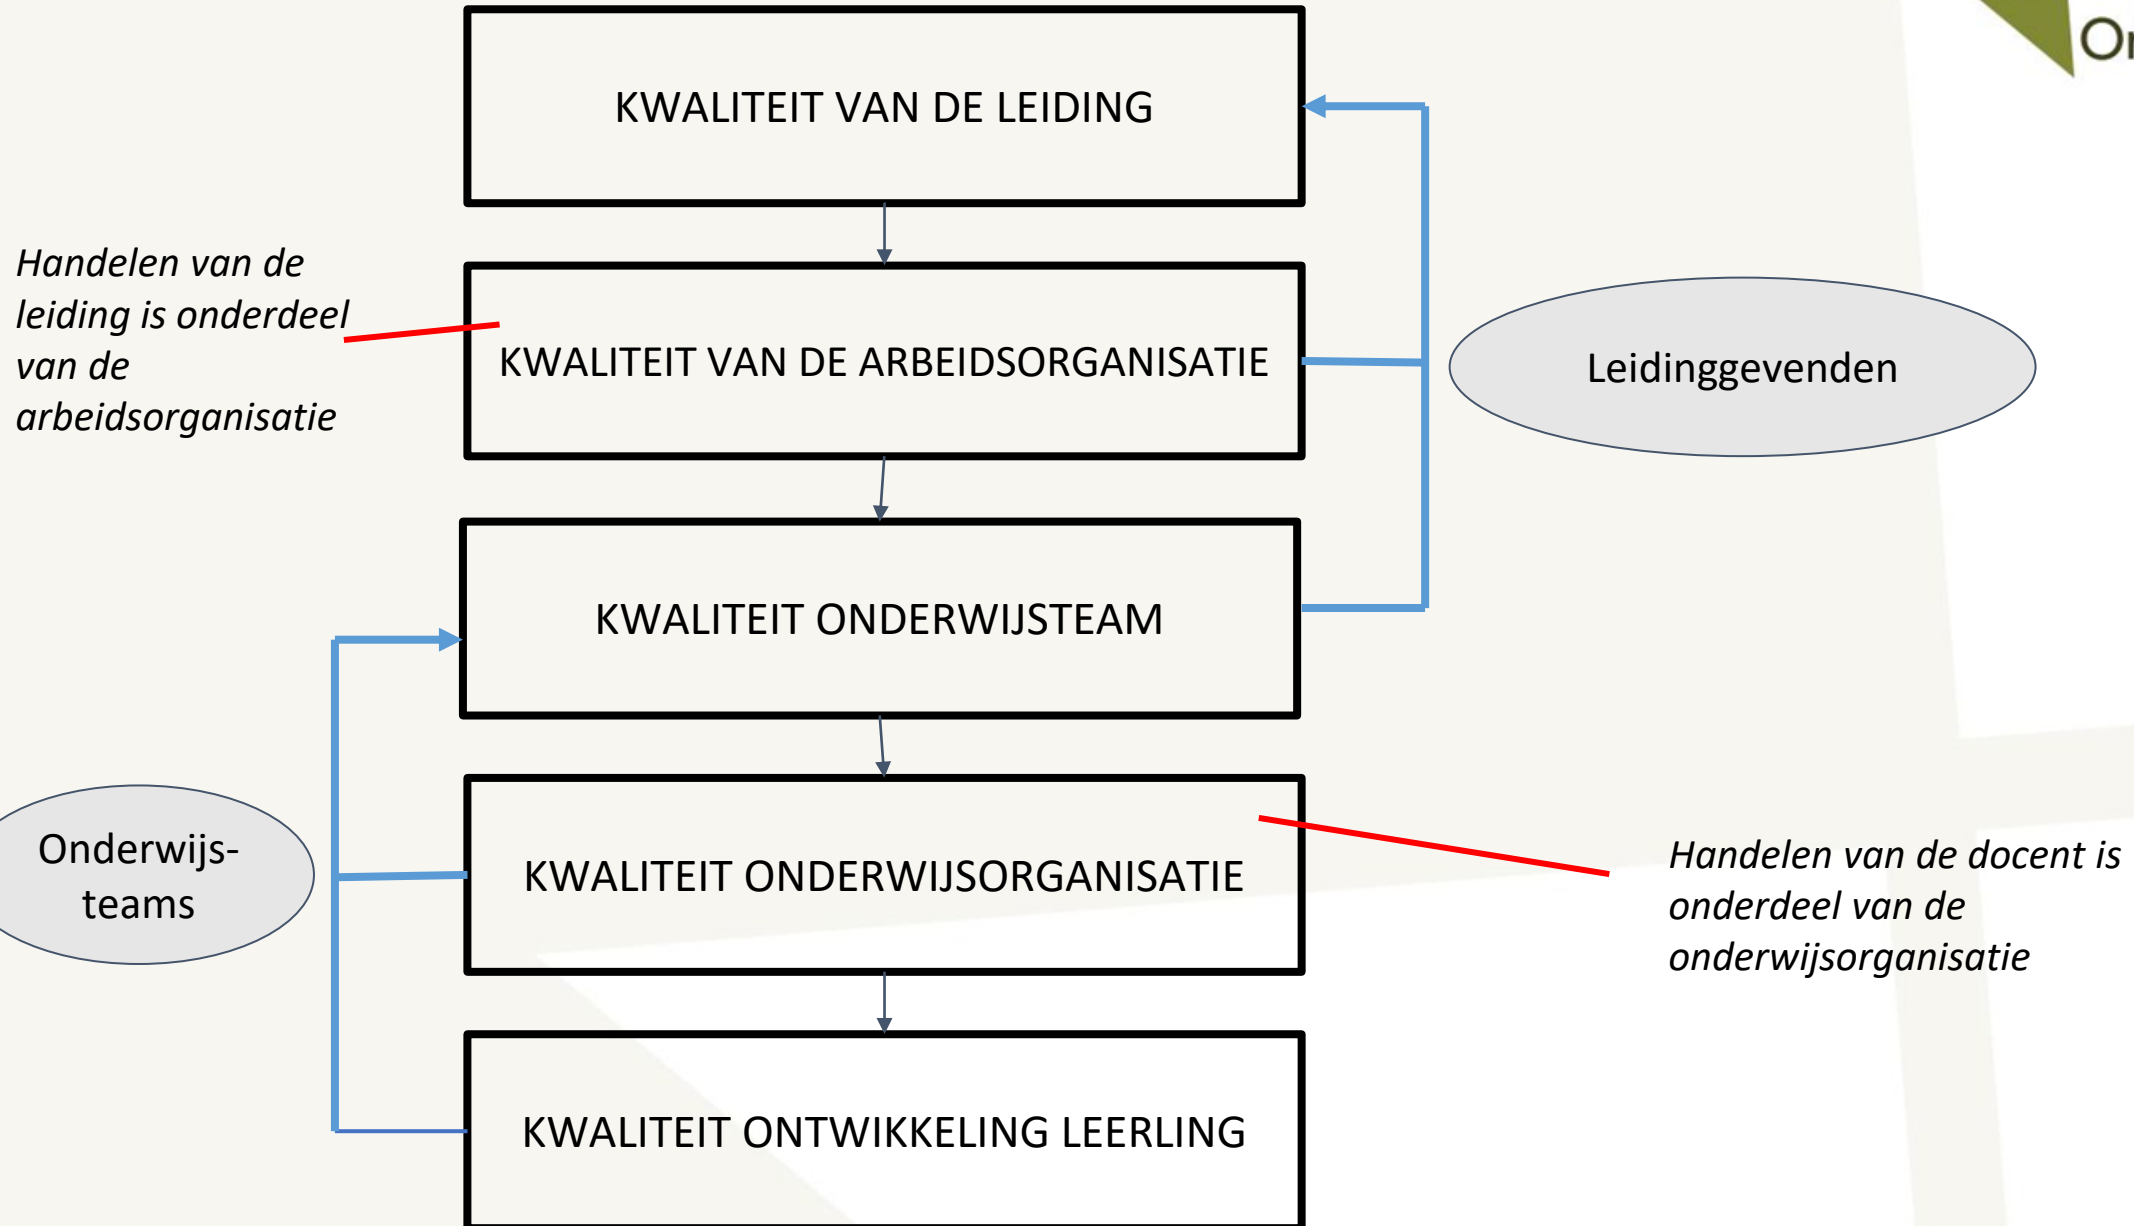 KWALITEIT VAN DE LEIDING
Handelen van de
leiding is onderdeel
van de
arbeidsorganisatie
KWALITEIT VAN DE ARBEIDSORGANISATIE
Leidinggevenden
KWALITEIT ONDERWIJSTEAM
Onderwijs-
teams
KWALITEIT ONDERWIJSORGANISATIE
Handelen van de docent is
onderdeel van de
onderwijsorganisatie
KWALITEIT ONTWIKKELING LEERLING